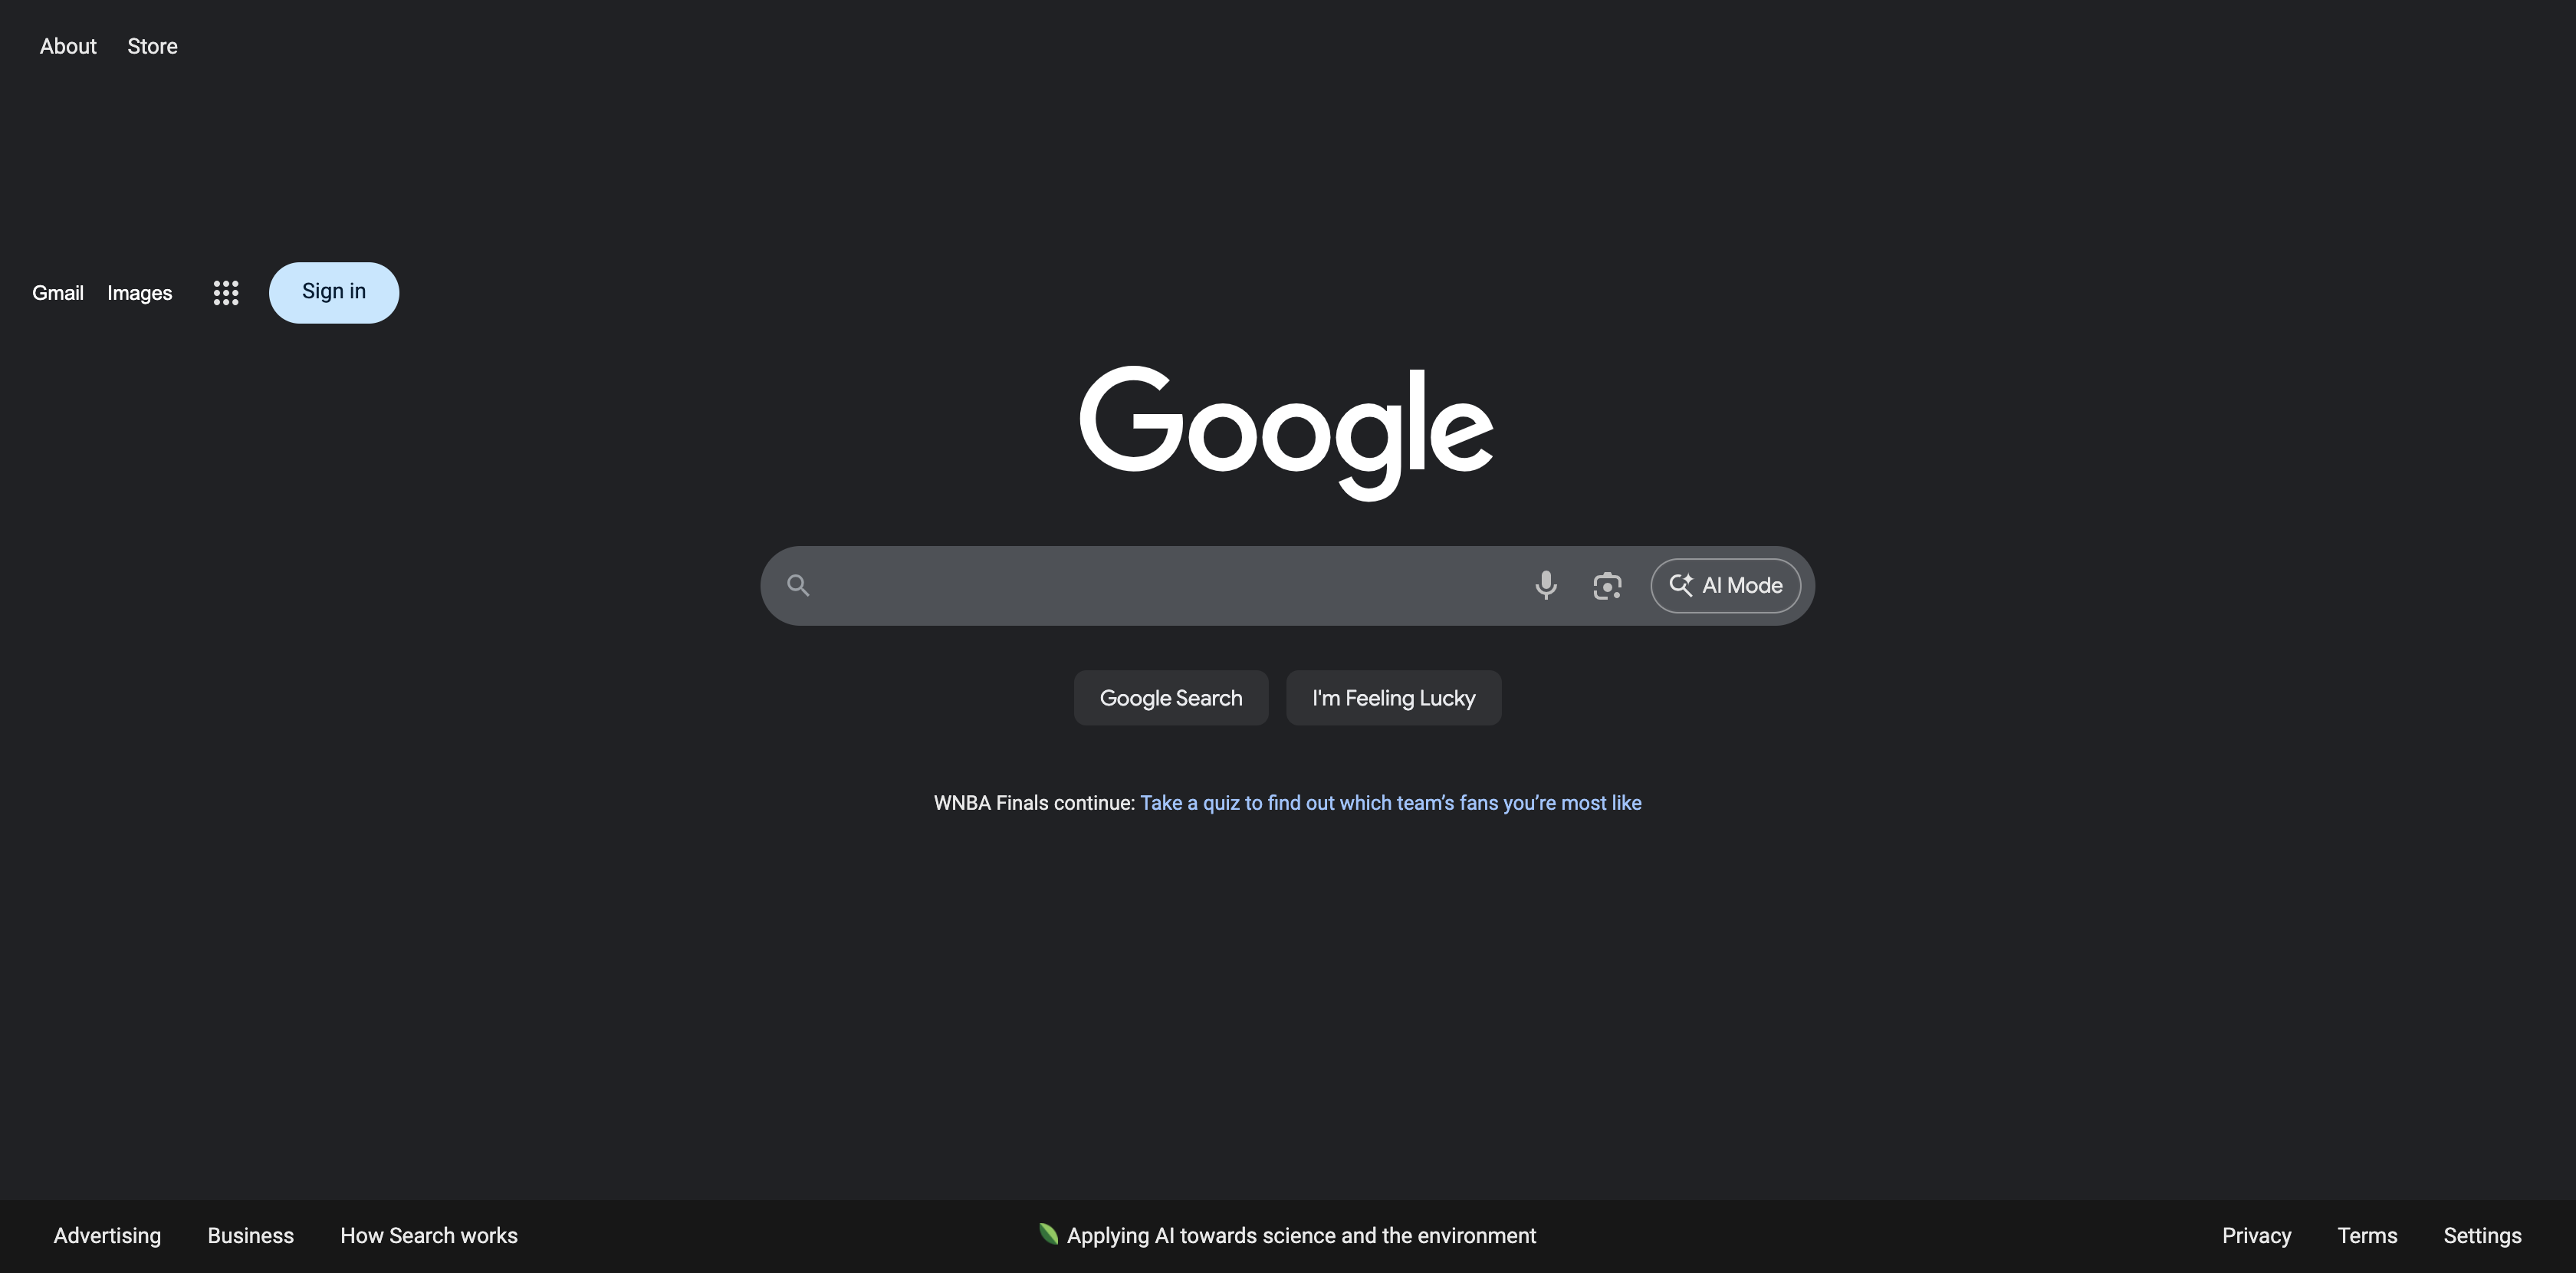 About Store
Gmail Images Sign in
Google
AI Mode
Google Search I'm Feeling Lucky
WNBA Finals continue: Take a quiz to find out which team’s fans you’re most like
Advertising Business How Search works Applying AI towards science and the environment Privacy Terms Settings